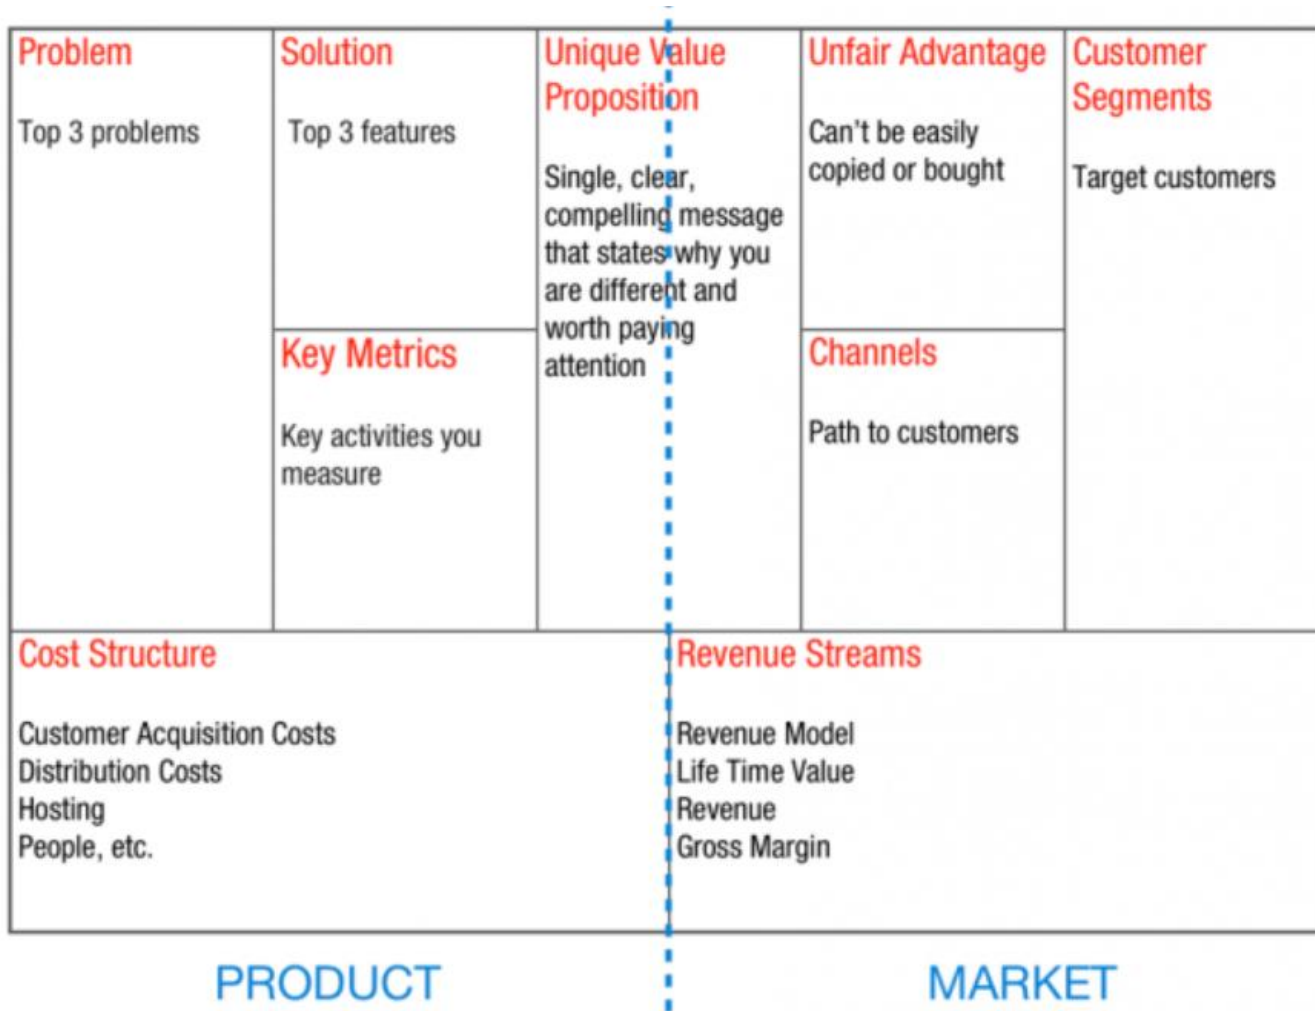 Problem
Top 3 problems
Solution
Top 3 features
Key Metrics
Key activities you
measure
Unique Value
Proposition
Single, clear,
compelling message
that states why you
are different and
worth paying
attention
Unfair Advantage
Can't be easily
copied or bought
Channels
Path to customers
Customer
Segments
Target customers
Cost Structure
Customer Acquisition Costs
Distribution Costs
Hosting
People, etc.
Revenue Streams
Revenue Model
Life Time Value
Revenue
Gross Margin
PRODUCT
MARKET